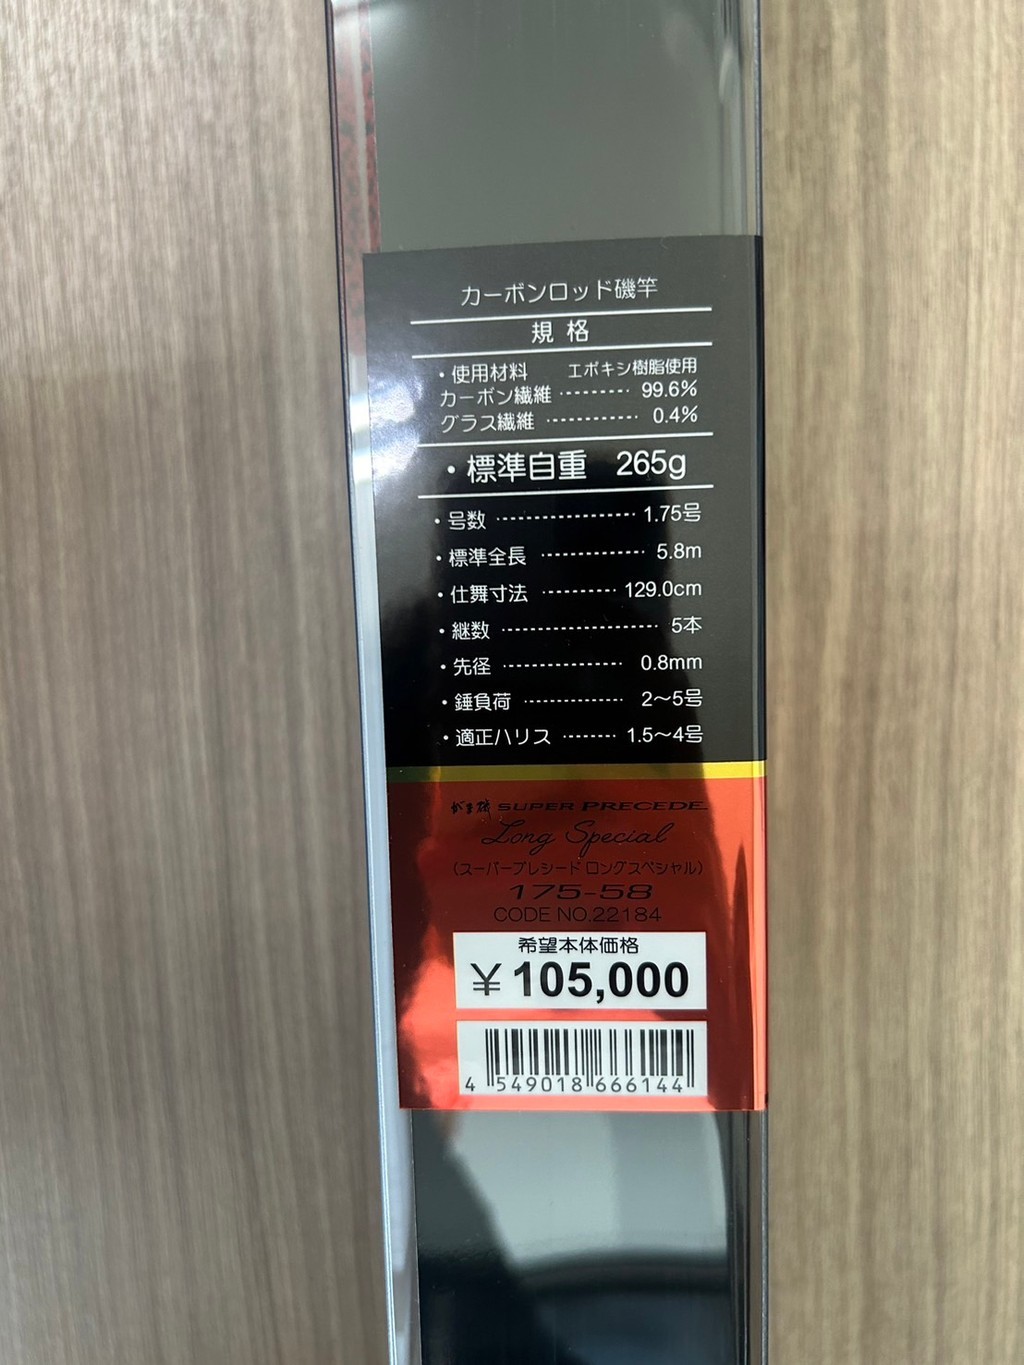 カーボンロッド磯竿
規格
・使用材料 エポキシ樹脂使用
カーボン繊維 ‥‥‥‥ 99.6%
グラス繊維 ‥‥‥‥‥ 0.4%
・標準自重 265g
・号数 ‥‥‥‥‥‥‥‥ 1.75号
・標準全長 ‥‥‥‥‥‥ 5.8m
・仕舞寸法 ‥‥‥‥ 129.0cm
・継数 ‥‥‥‥‥‥‥‥‥ 5本
・先径 ‥‥‥‥‥‥‥ 0.8mm
・錘負荷 ‥‥‥‥‥‥ 2〜5号
・適正ハリス ‥‥‥ 1.5〜4号
がま磯 SUPER PRECEDE
Long Special
(スーパープレシード ロングスペシャル)
175-58
CODE NO.22184
希望本体価格
¥105,000
4 549018 666144